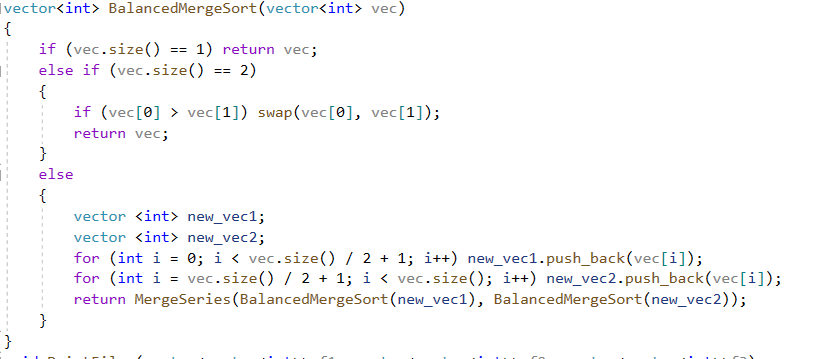 vector<int> BalancedMergeSort(vector<int> vec)
{
    if (vec.size() == 1) return vec;
    else if (vec.size() == 2)
    {
        if (vec[0] > vec[1]) swap(vec[0], vec[1]);
        return vec;
    }
    else
    {
        vector <int> new_vec1;
        vector <int> new_vec2;
        for (int i = 0; i < vec.size() / 2 + 1; i++) new_vec1.push_back(vec[i]);
        for (int i = vec.size() / 2 + 1; i < vec.size(); i++) new_vec2.push_back(vec[i]);
        return MergeSeries(BalancedMergeSort(new_vec1), BalancedMergeSort(new_vec2));
    }
}